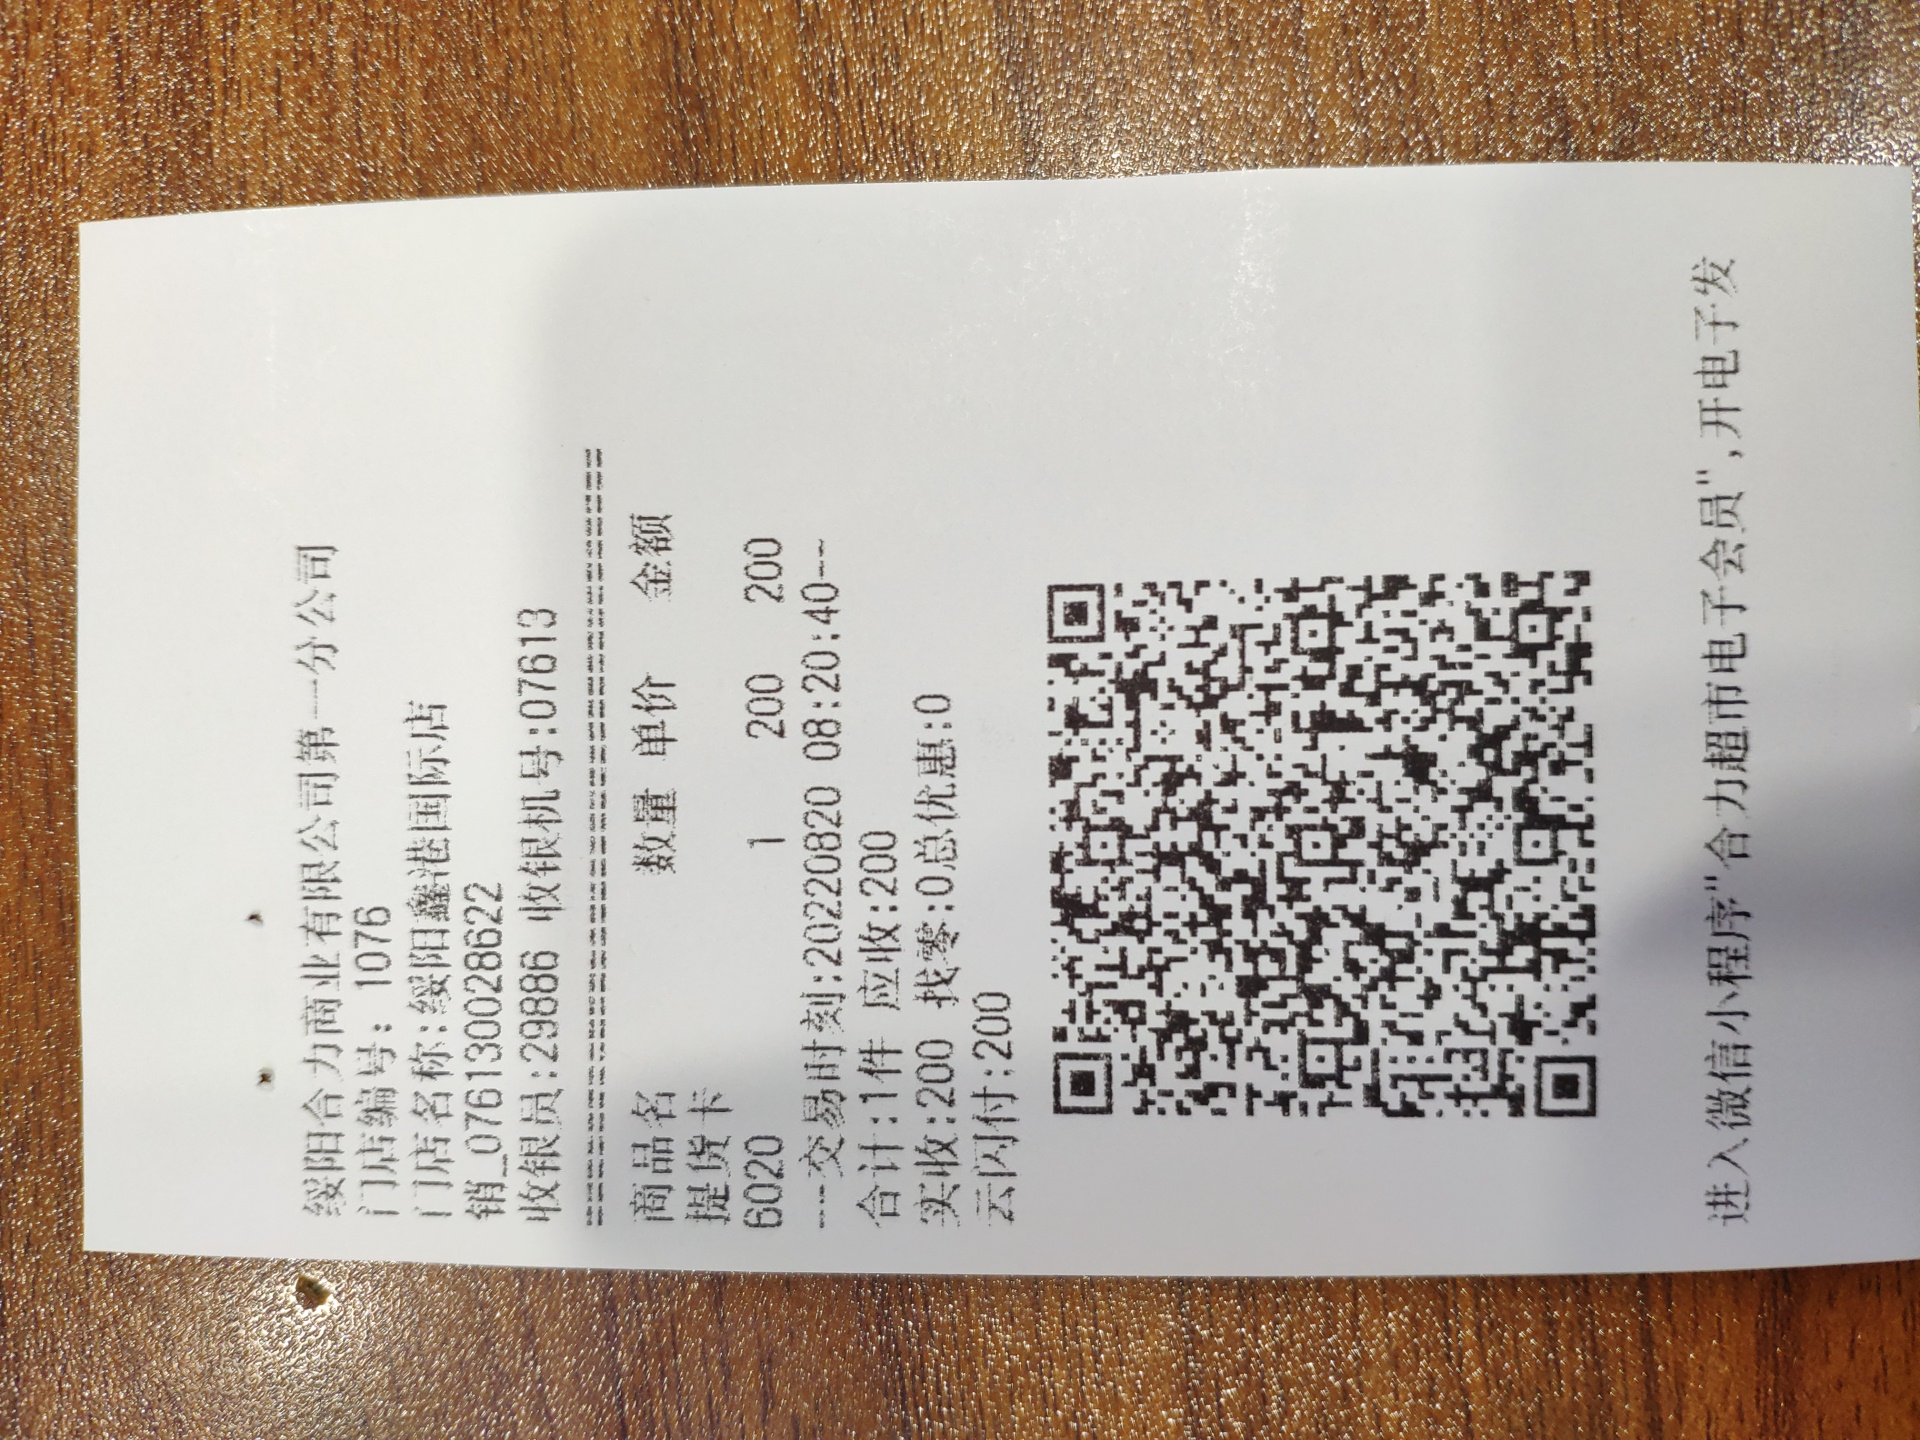 绥阳合力商业有限公司第一分公司
门店编号: 1076
门店名称:绥阳鑫港国际店
销_0761300286622
收银员:29886 收银机号:07613
商品名 数量 单价 金额
提货卡
6020 1 200 200
---交易时刻:20220820 08:20:40--
合计:1件 应收:200
实收:200 找零:0总优惠:0
云闪付:200
进入微信小程序"合力超市电子会员",开电子发